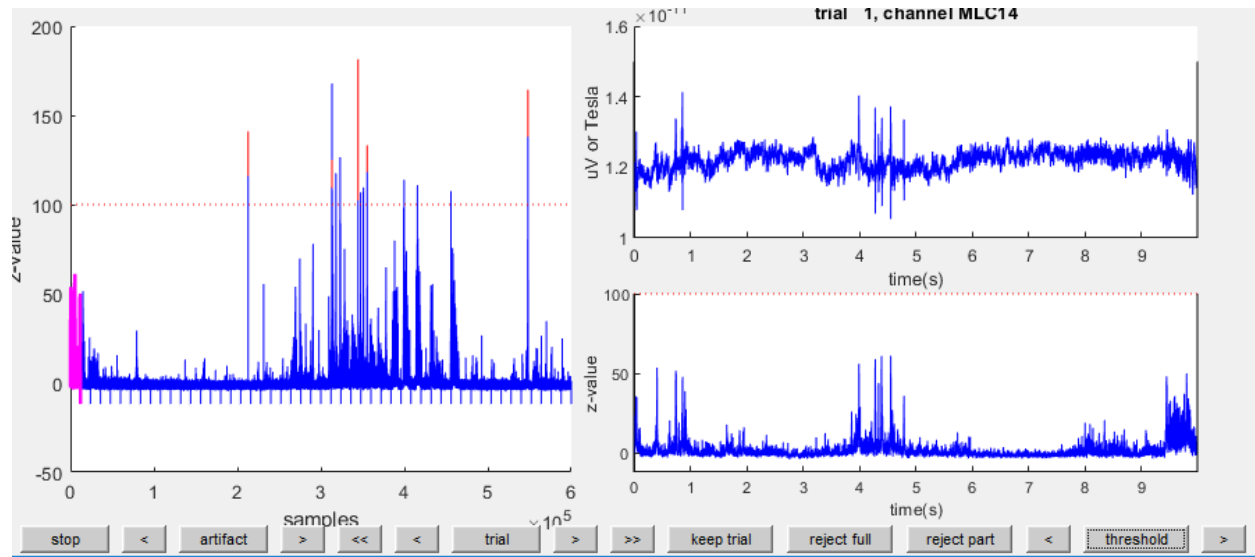 trial 1, channel MLC14
×10⁻¹¹
200
150
100
50
0
-50
z-value
0 1 2 3 4 5 6
samples
×10⁵
1.6
1.4
1.2
1
uV or Tesla
0 1 2 3 4 5 6 7 8 9
time(s)
100
50
0
z-value
0 1 2 3 4 5 6 7 8 9
time(s)
stop < artifact > << < trial > >> keep trial reject full reject part < threshold >